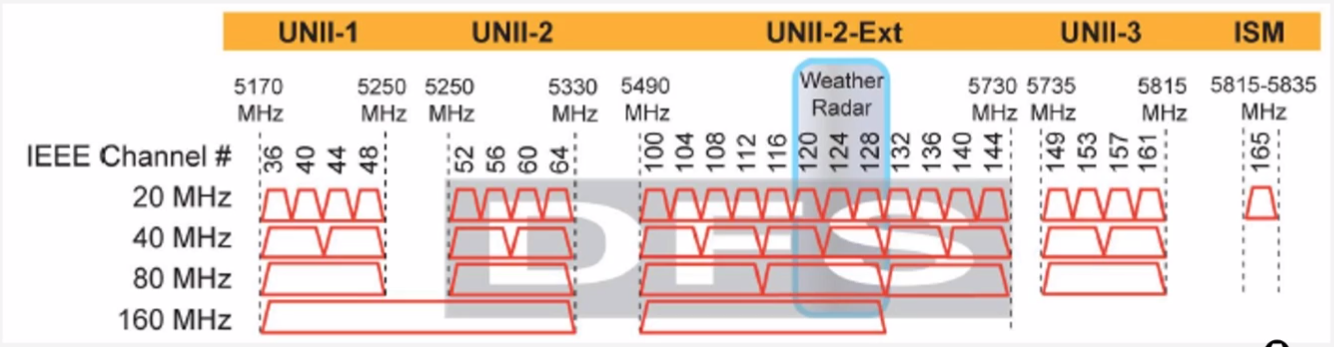 UNII-1 UNII-2 UNII-2-Ext UNII-3 ISM
5170 MHz 5250 MHz 5250 MHz 5330 MHz 5490 MHz Weather Radar 5730 MHz 5735 MHz 5815 MHz 5815-5835 MHz
IEEE Channel # 36 40 44 48 52 56 60 64 100 104 108 112 116 120 124 128 132 136 140 144 149 153 157 161 165
20 MHz
40 MHz
DFS
80 MHz
160 MHz